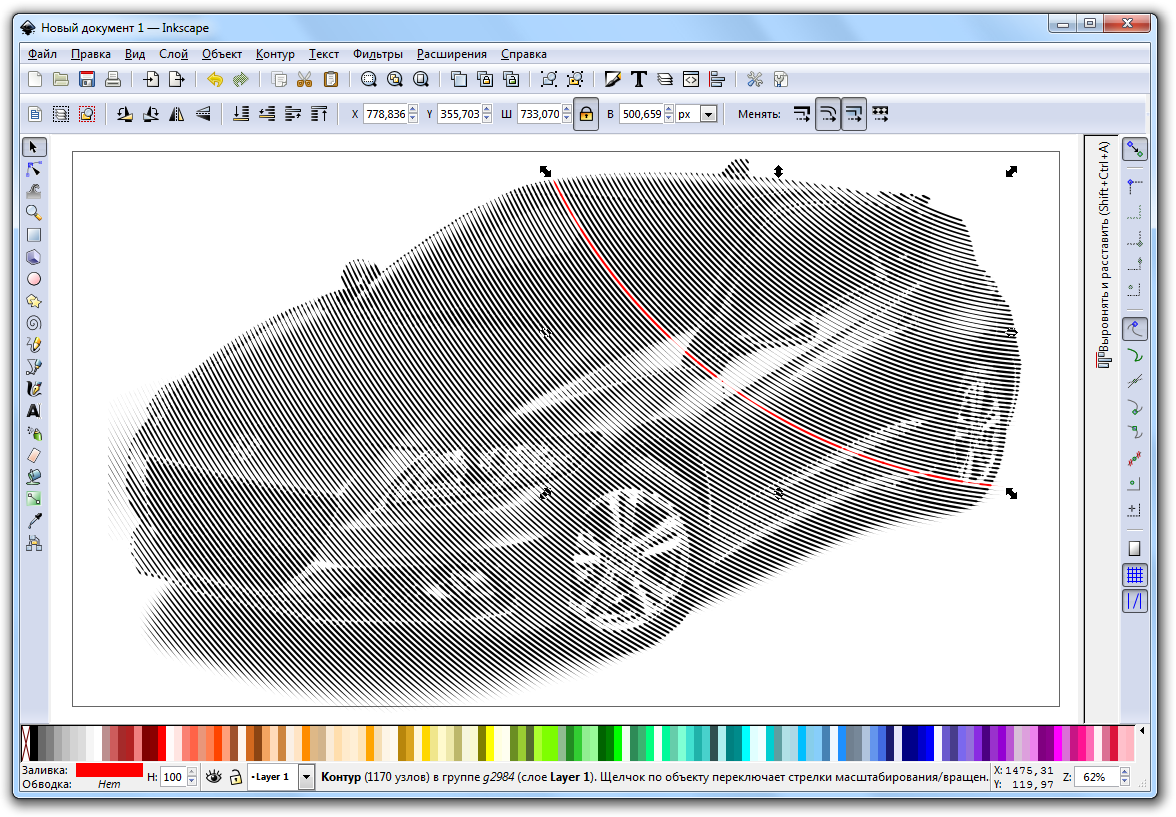 Новый документ 1 — Inkscape
Файл Правка Вид Слой Объект Контур Текст Фильтры Расширения Справка
X 778,836 Y 355,703 Ш 733,070 В 500,659 px Менять:
Выровнять и расставить (Shift+Ctrl+A)
Заливка: Н: 100 •Layer 1 Контур (1170 узлов) в группе g2984 (слое Layer 1). Щелчок по объекту переключает стрелки масштабирования/вращен. X: 1475,31 Z: 62%
Обводка: Нет Y: 119,97